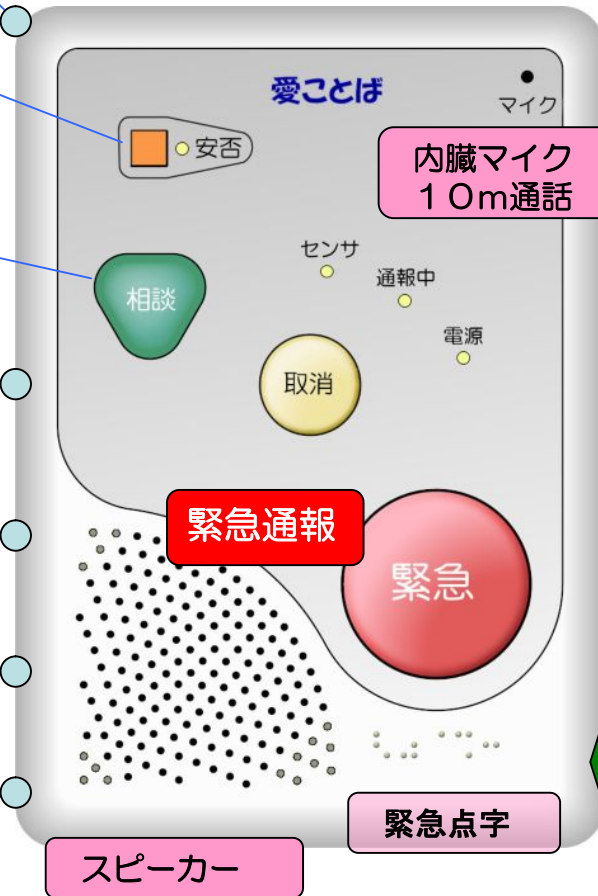 愛ことば
マイク
安否
内臓マイク
１０m通話
センサ
相談
通報中
電源
取消
緊急通報
緊急
緊急点字
スピーカー